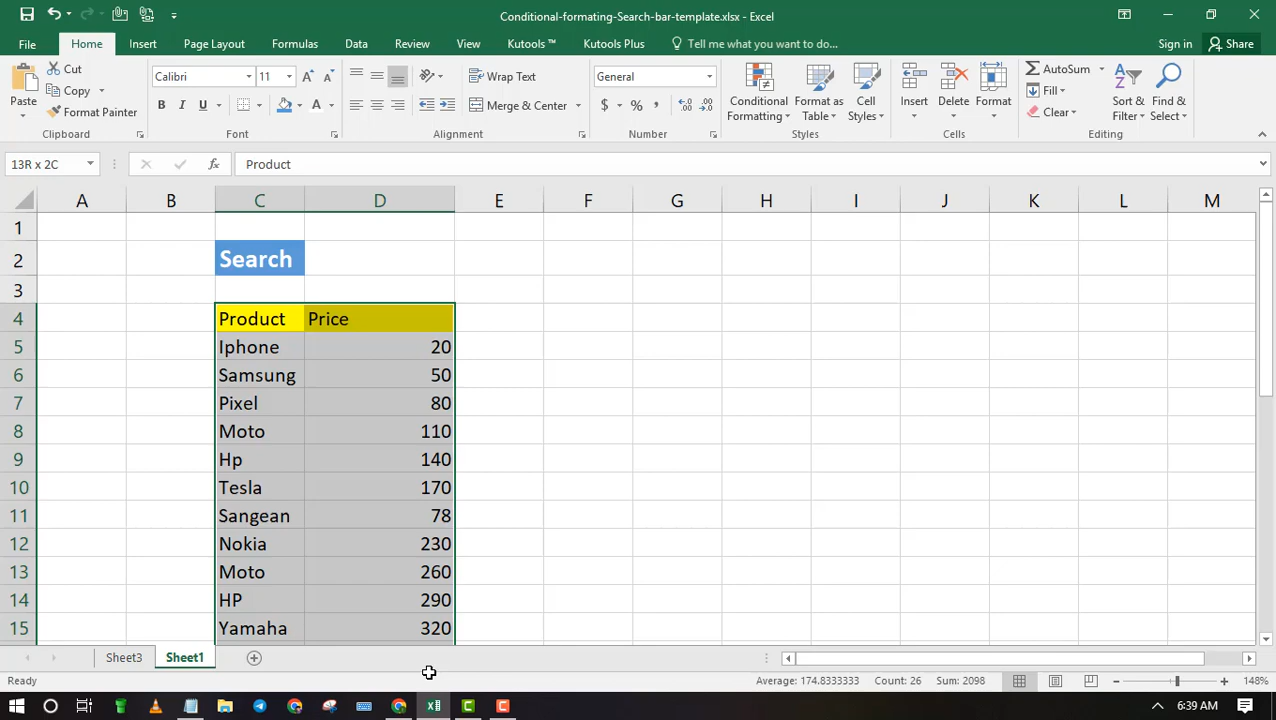 Conditional-formating-Search-bar-template.xlsx - Excel
File Home Insert Page Layout Formulas Data Review View Kutools ™ Kutools Plus Tell me what you want to do... Sign in Share
Paste
Cut
Copy
Format Painter
Clipboard
Calibri 11
B I U A
Font
Wrap Text
Merge & Center
Alignment
General
$ % ,
Number
Conditional Formatting
Format as Table
Cell Styles
Styles
Insert Delete Format
Cells
AutoSum
Fill
Clear
Sort & Filter
Find & Select
Editing
13R x 2C fx Product
A B C D E F G H I J K L M
1
2 Search
3
4 Product Price
5 Iphone 20
6 Samsung 50
7 Pixel 80
8 Moto 110
9 Hp 140
10 Tesla 170
11 Sangean 78
12 Nokia 230
13 Moto 260
14 HP 290
15 Yamaha 320
Sheet3 Sheet1
Ready Average: 174.8333333 Count: 26 Sum: 2098 148%
6:39 AM